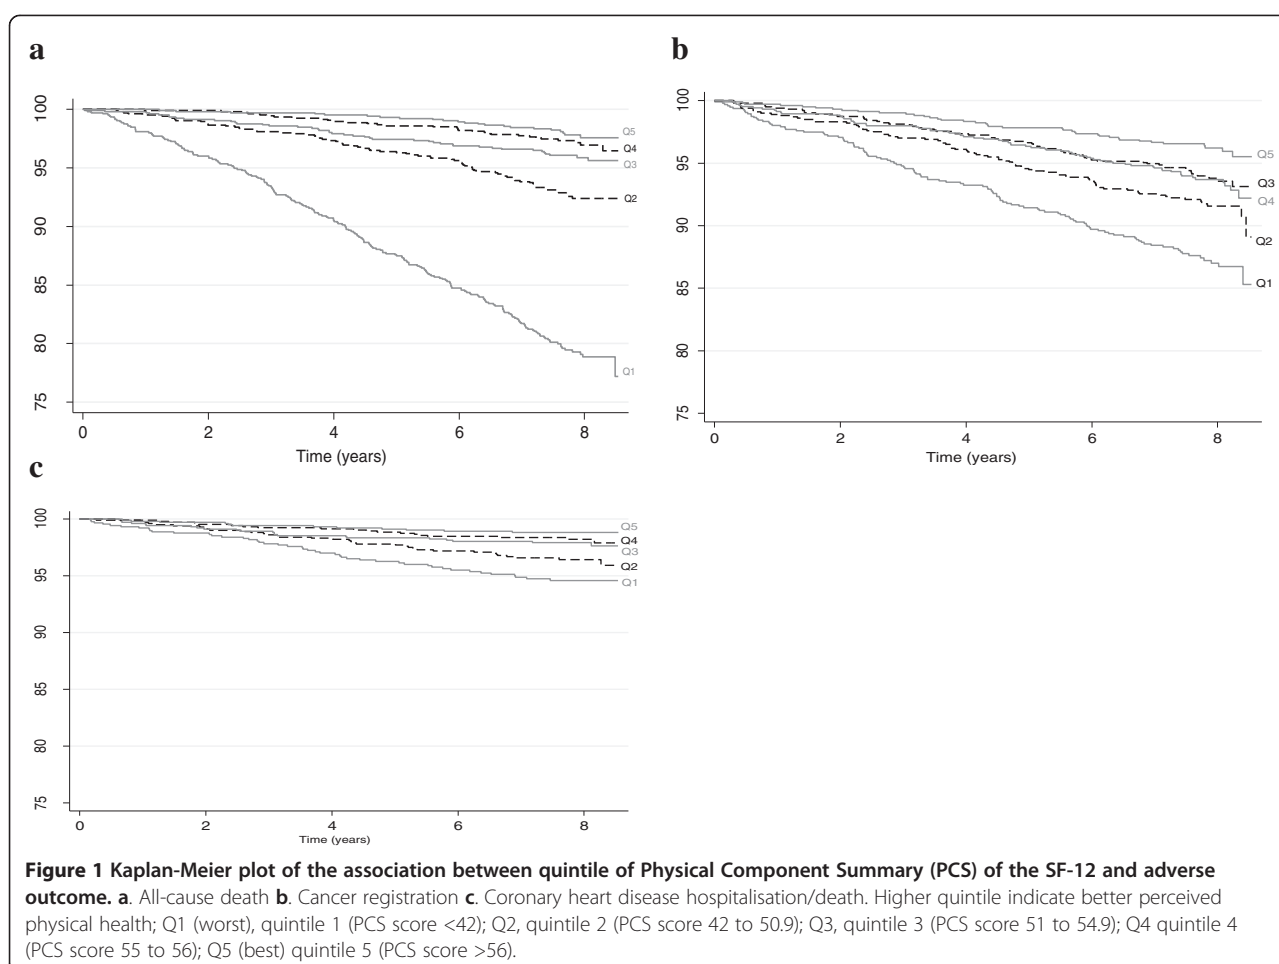 a
100
95
90
85
80
75
Q5
Q4
Q3
Q2
Q1
0 2 4 6 8
Time (years)
b
100
95
90
85
80
75
Q5
Q3
Q4
Q2
Q1
0 2 4 6 8
Time (years)
c
100
95
90
85
80
75
Q5
Q4
Q3
Q2
Q1
0 2 4 6 8
Time (years)
Figure 1 Kaplan-Meier plot of the association between quintile of Physical Component Summary (PCS) of the SF-12 and adverse
outcome. a. All-cause death b. Cancer registration c. Coronary heart disease hospitalisation/death. Higher quintile indicate better perceived
physical health; Q1 (worst), quintile 1 (PCS score <42); Q2, quintile 2 (PCS score 42 to 50.9); Q3, quintile 3 (PCS score 51 to 54.9); Q4 quintile 4
(PCS score 55 to 56); Q5 (best) quintile 5 (PCS score >56).